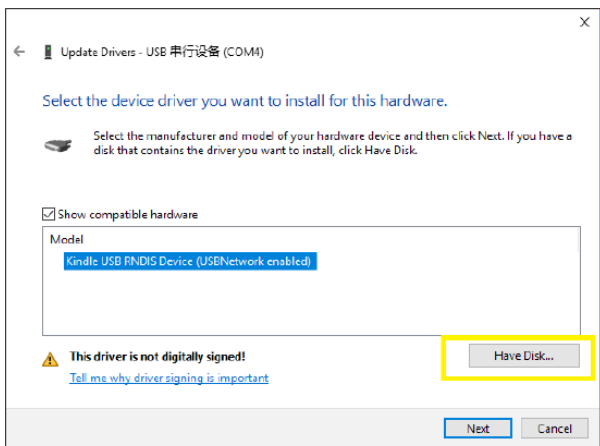 Update Drivers - USB 串行设备 (COM4)
Select the device driver you want to install for this hardware.
Select the manufacturer and model of your hardware device and then click Next. If you have a
disk that contains the driver you want to install, click Have Disk.
Show compatible hardware
Model
Kindle USB RNDIS Device (USBNetwork enabled)
This driver is not digitally signed!
Have Disk...
Tell me why driver signing is important
Next
Cancel